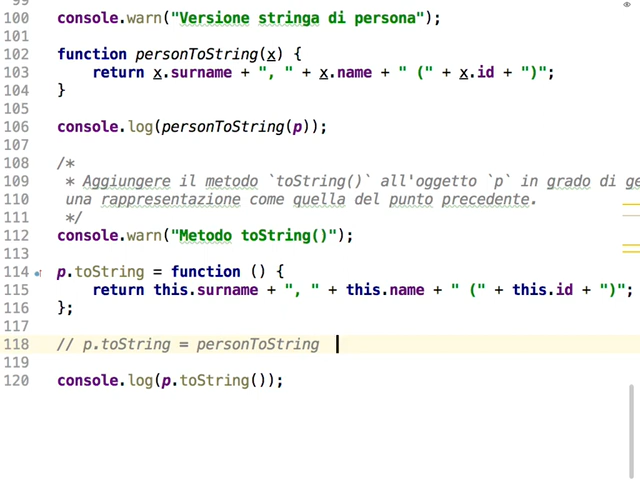 100 console.warn("Versione stringa di persona");
101
102 function personToString(x) {
103 return x.surname + ", " + x.name + " (" + x.id + ")";
104 }
105
106 console.log(personToString(p));
107
108 /*
109 * Aggiungere il metodo `toString()` all'oggetto `p` in grado di ge
110 una rappresentazione come quella del punto precedente.
111 */
112 console.warn("Metodo toString()");
113
114 p.toString = function () {
115 return this.surname + ", " + this.name + " (" + this.id + ")";
116 };
117
118 // p.toString = personToString
119
120 console.log(p.toString());